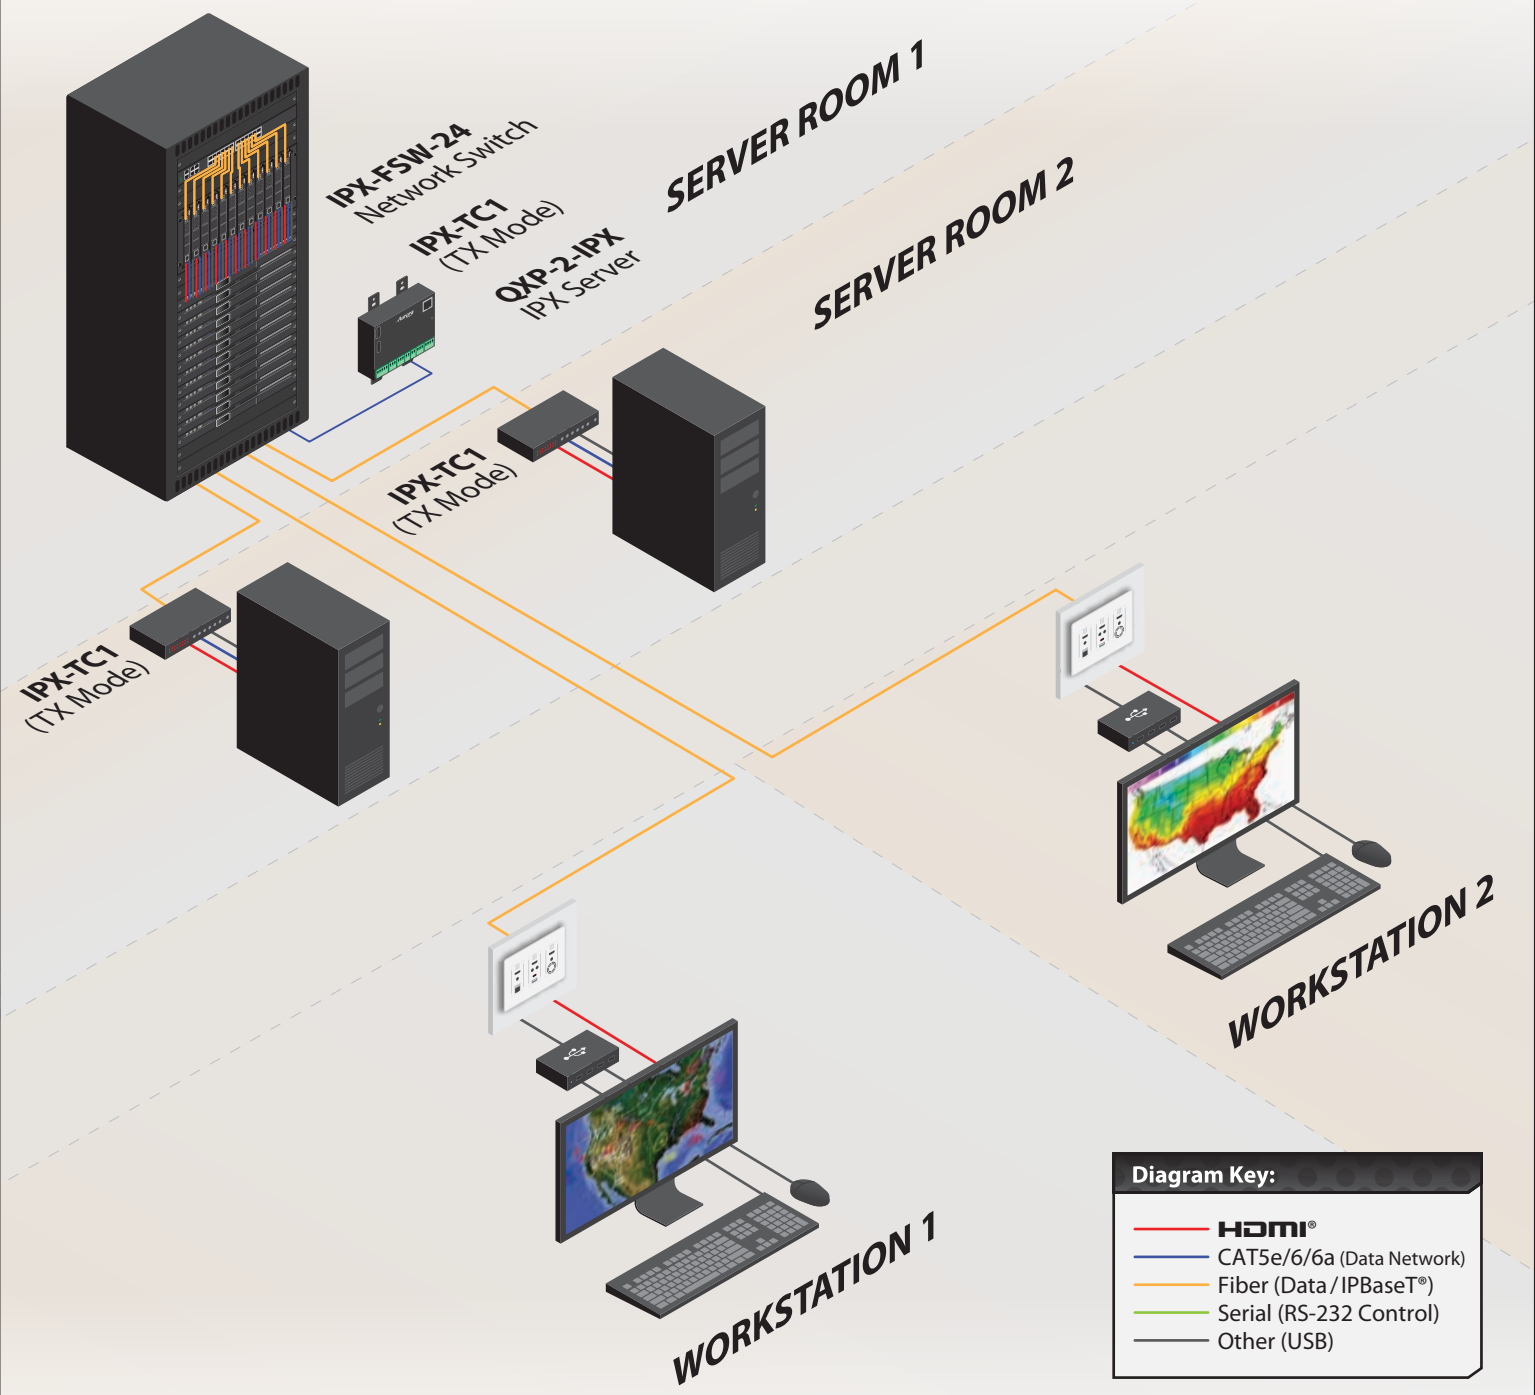 SERVER ROOM 1
IPX-FSW-24
Network Switch
IPX-TC1
(TX Mode)
QXP-2-IPX
IPX Server
SERVER ROOM 2
IPX-TC1
(TX Mode)
IPX-TC1
(TX Mode)
WORKSTATION 2
WORKSTATION 1
Diagram Key:
HDMI®
CAT5e/6/6a (Data Network)
Fiber (Data / IPBaseT®)
Serial (RS-232 Control)
Other (USB)